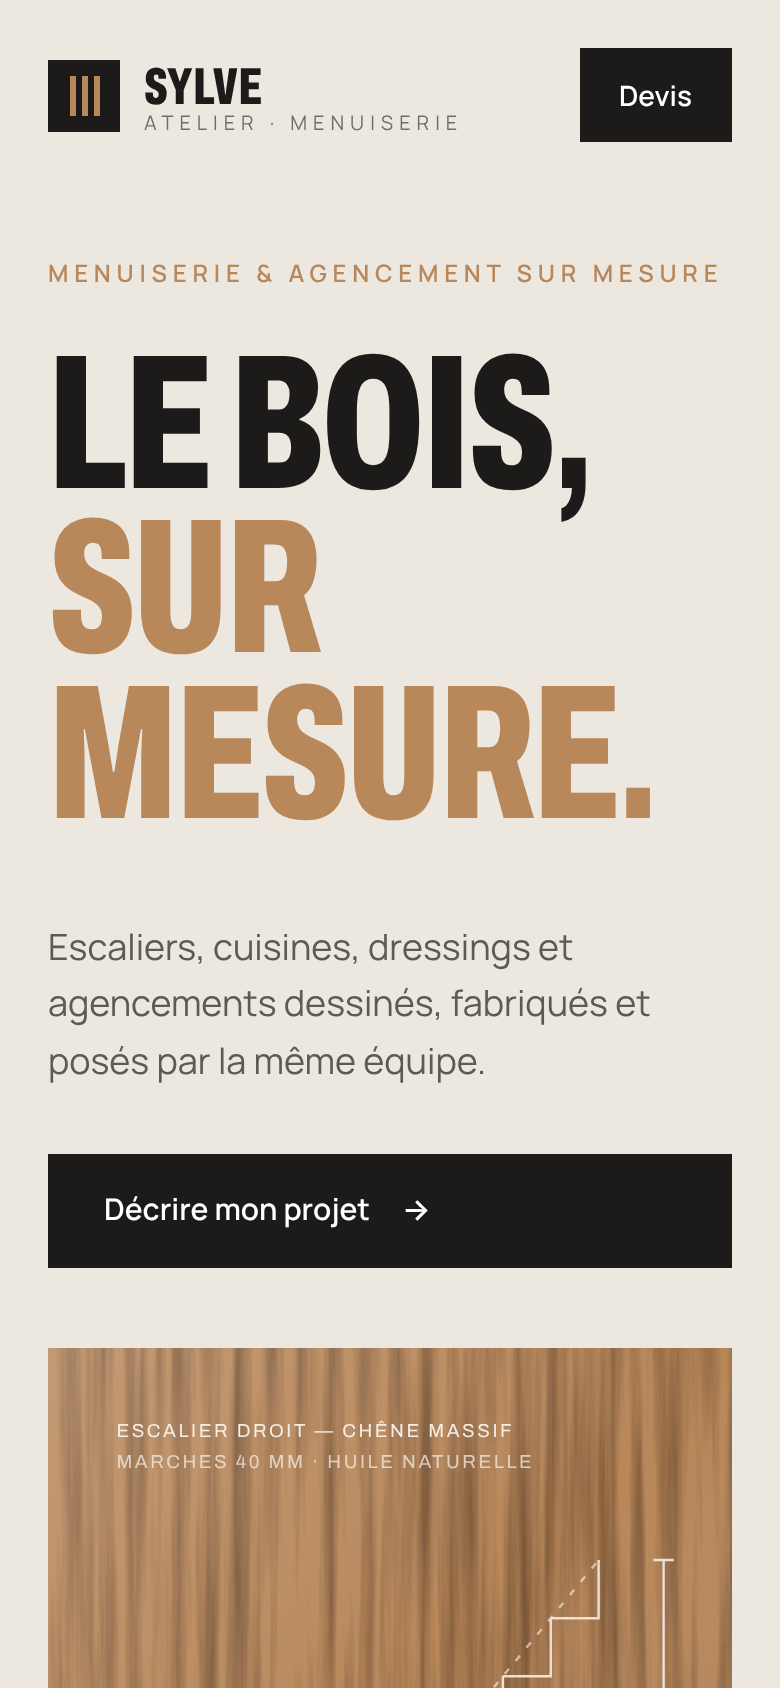 SYLVE
ATELIER · MENUISERIE
Devis
MENUISERIE & AGENCEMENT SUR MESURE
LE BOIS,
SUR
MESURE.
Escaliers, cuisines, dressings et
agencements dessinés, fabriqués et
posés par la même équipe.
Décrire mon projet →
ESCALIER DROIT — CHÊNE MASSIF
MARCHES 40 MM · HUILE NATURELLE